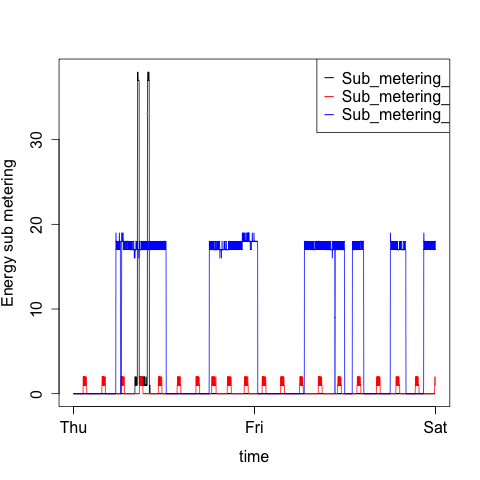 Sub_metering_
Sub_metering_
Sub_metering_
Energy sub metering
30
20
10
0
Thu Fri Sat
time